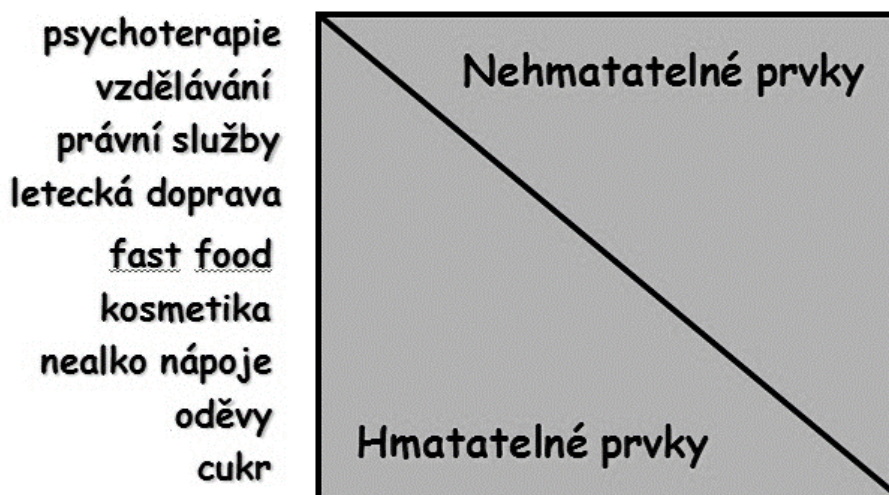 psychoterapie
vzdělávání
právní služby
letecká doprava
fast food
kosmetika
nealko nápoje
oděvy
cukr
Nehmatatelné prvky
Hmatatelné prvky